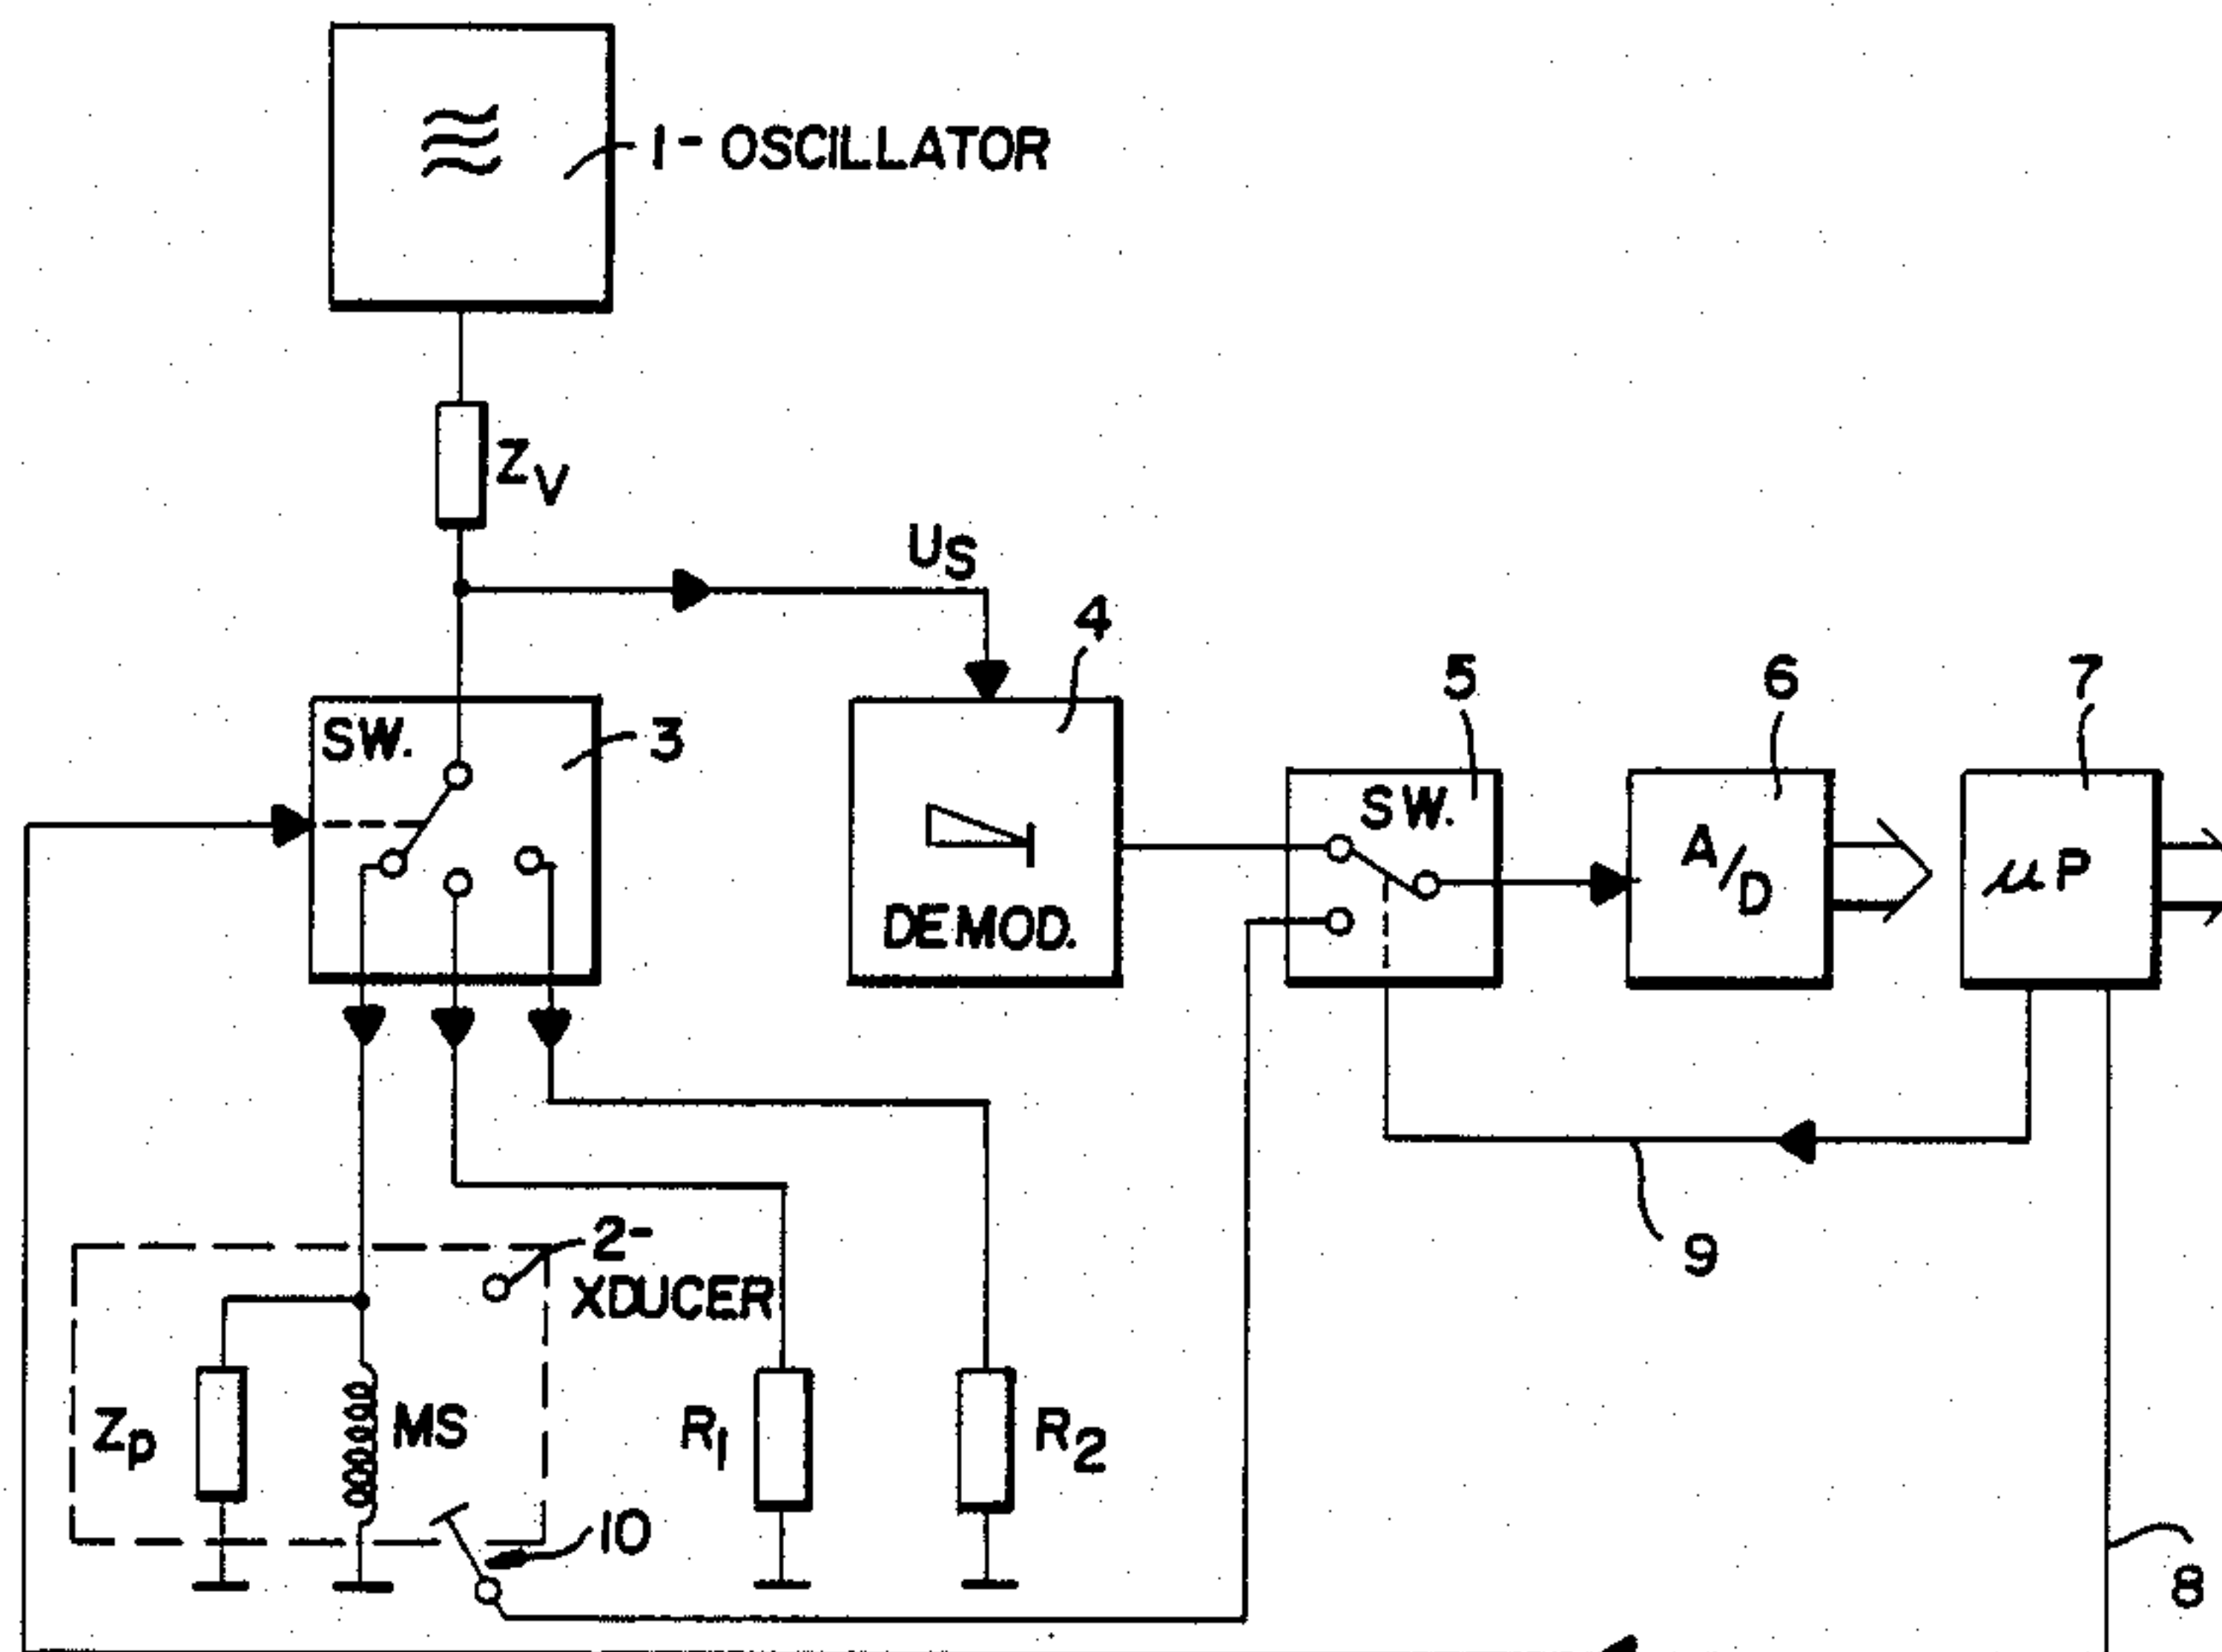 1- OSCILLATOR
ZV
US
4
5
6
7
SW.
3
SW.
A/D
μP
DEMOD.
9
2-
XDUCER
ZP
MS
R1
R2
10
8